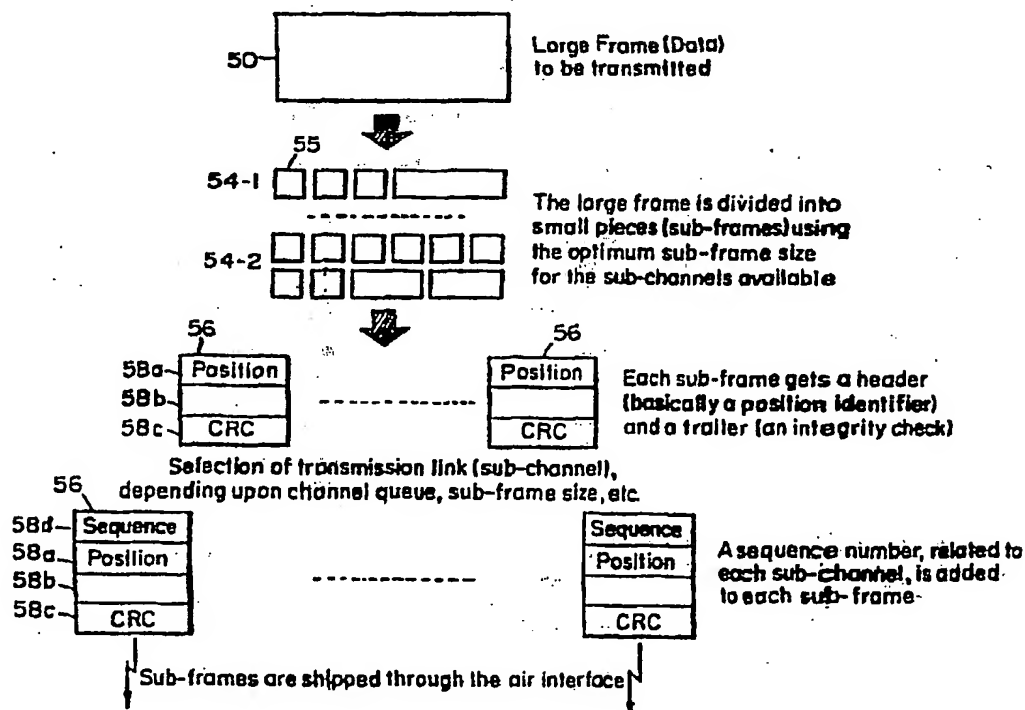 50
Large Frame (Data)
to be transmitted
55
54-1
The large frame is divided into
small pieces (sub-frames) using
the optimum sub-frame size
for the sub-channels available
54-2
56
56
58a
Position
Position
58b
58c
CRC
CRC
Each sub-frame gets a header
(basically a position identifier)
and a trailer (an integrity check)
Selection of transmission link (sub-channel),
depending upon channel queue, sub-frame size, etc.
56
58d
Sequence
Sequence
58a
Position
Position
58b
58c
CRC
CRC
A sequence number, related to
each sub-channel, is added
to each sub-frame
Sub-frames are shipped through the air interface